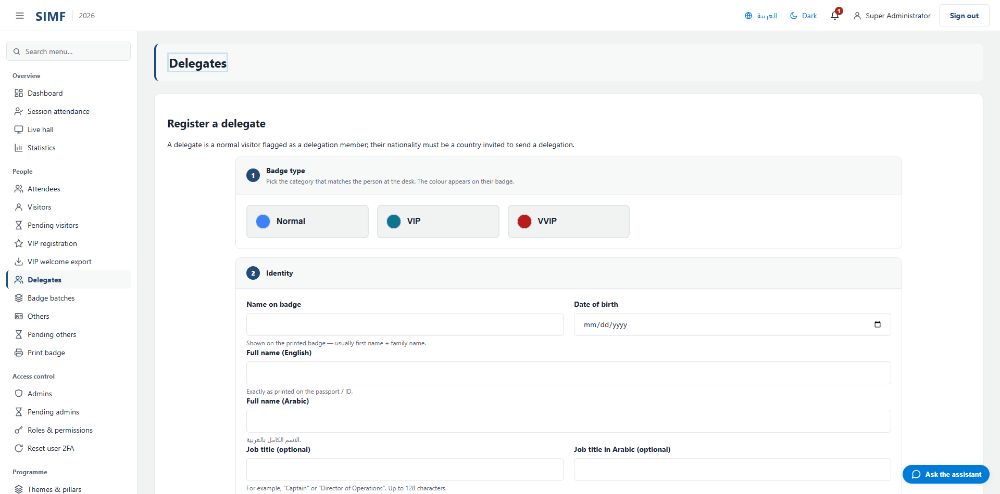 SIMF 2026
العربية
Dark
1
Super Administrator
Sign out
Search menu...
Overview
Dashboard
Session attendance
Live hall
Statistics
People
Attendees
Visitors
Pending visitors
VIP registration
VIP welcome export
Delegates
Badge batches
Others
Pending others
Print badge
Access control
Admins
Pending admins
Roles & permissions
Reset user 2FA
Programme
Themes & pillars
Delegates
Register a delegate
A delegate is a normal visitor flagged as a delegation member; their nationality must be a country invited to send a delegation.
1
Badge type
Pick the category that matches the person at the desk. The colour appears on their badge.
Normal
VIP
VVIP
2
Identity
Name on badge
Shown on the printed badge — usually first name + family name.
Date of birth
mm/dd/yyyy
Full name (English)
Exactly as printed on the passport / ID.
Full name (Arabic)
الاسم الكامل بالعربية.
Job title (optional)
For example, "Captain" or "Director of Operations". Up to 128 characters.
Job title in Arabic (optional)
Ask the assistant